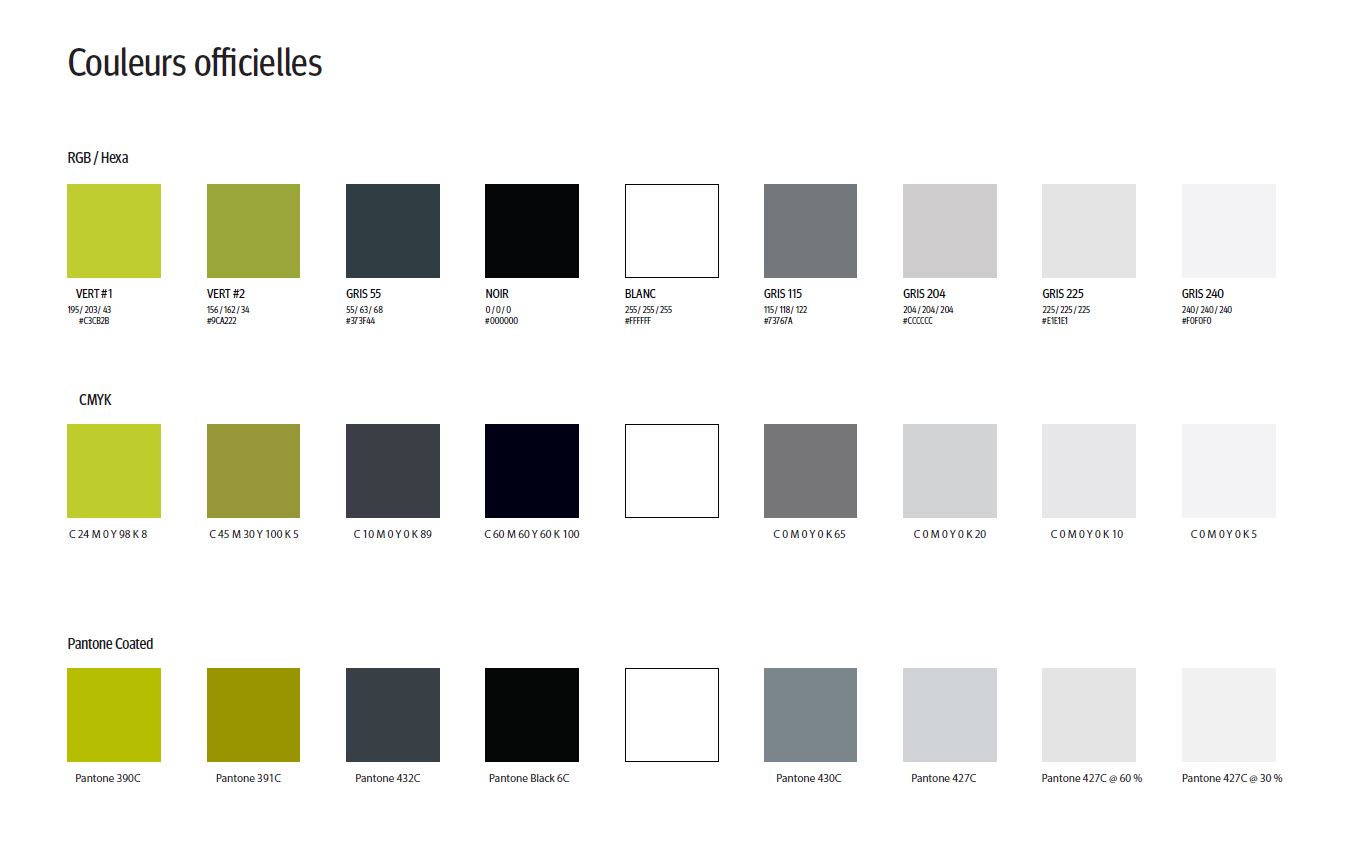 Couleurs officielles
RGB / Hexa
VERT #1
195/ 203/ 43
#C3CB2B
VERT #2
156/ 162/ 34
#9CA222
GRIS 55
55/ 63/ 68
#373F44
NOIR
0/ 0/ 0
#000000
BLANC
255/ 255/ 255
#FFFFFF
GRIS 115
115/ 118/ 122
#73767A
GRIS 204
204/ 204/ 204
#CCCCCC
GRIS 225
225/ 225/ 225
#E1E1E1
GRIS 240
240/ 240/ 240
#F0F0F0
CMYK
C 24 M 0 Y 98 K 8
C 45 M 30 Y 100 K 5
C 10 M 0 Y 0 K 89
C 60 M 60 Y 60 K 100
C 0 M 0 Y 0 K 65
C 0 M 0 Y 0 K 20
C 0 M 0 Y 0 K 10
C 0 M 0 Y 0 K 5
Pantone Coated
Pantone 390C
Pantone 391C
Pantone 432C
Pantone Black 6C
Pantone 430C
Pantone 427C
Pantone 427C @ 60 %
Pantone 427C @ 30 %